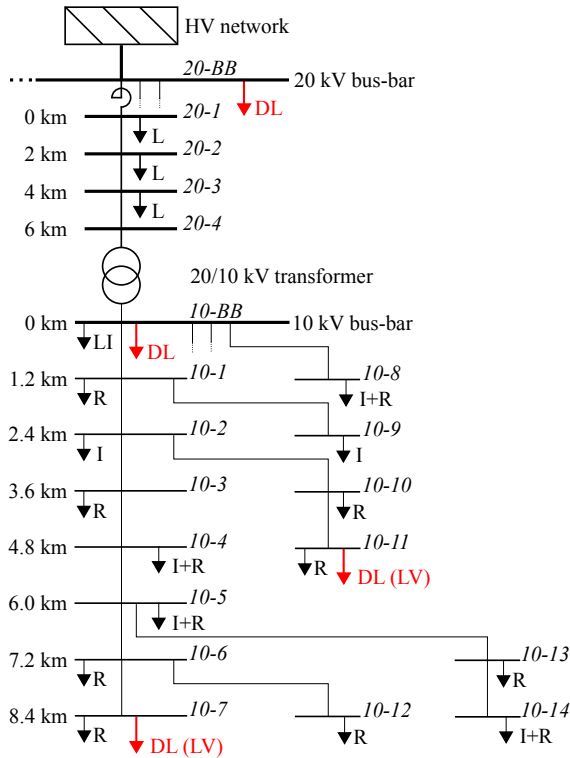 HV network
20-BB
20 kV bus-bar
DL
0 km 20-1
L
2 km 20-2
L
4 km 20-3
L
6 km 20-4
20/10 kV transformer
10-BB
0 km 10 kV bus-bar
LI DL
1.2 km 10-1 10-8
R I+R
2.4 km 10-2 10-9
I I
3.6 km 10-3 10-10
R R
4.8 km 10-4 10-11
I+R R DL (LV)
6.0 km 10-5
I+R
7.2 km 10-6 10-13
R R
8.4 km 10-7 10-12 10-14
R DL (LV) R I+R